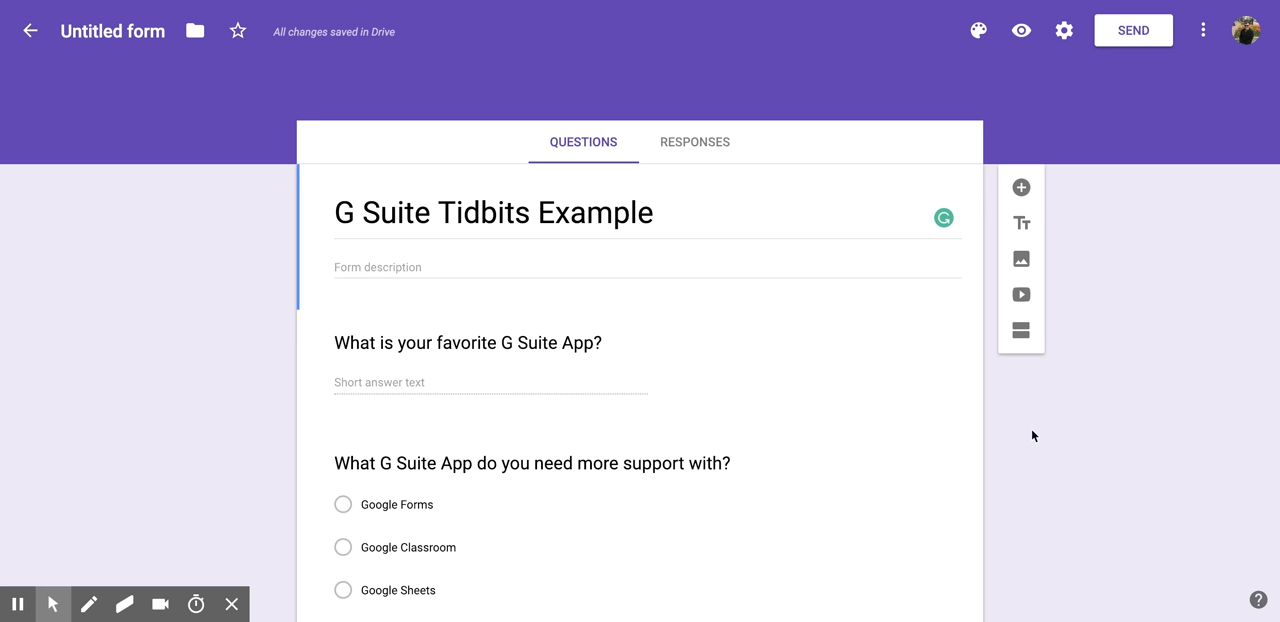 Untitled form
All changes saved in Drive
SEND
QUESTIONS RESPONSES
G Suite Tidbits Example
Form description
What is your favorite G Suite App?
Short answer text
What G Suite App do you need more support with?
Google Forms
Google Classroom
Google Sheets